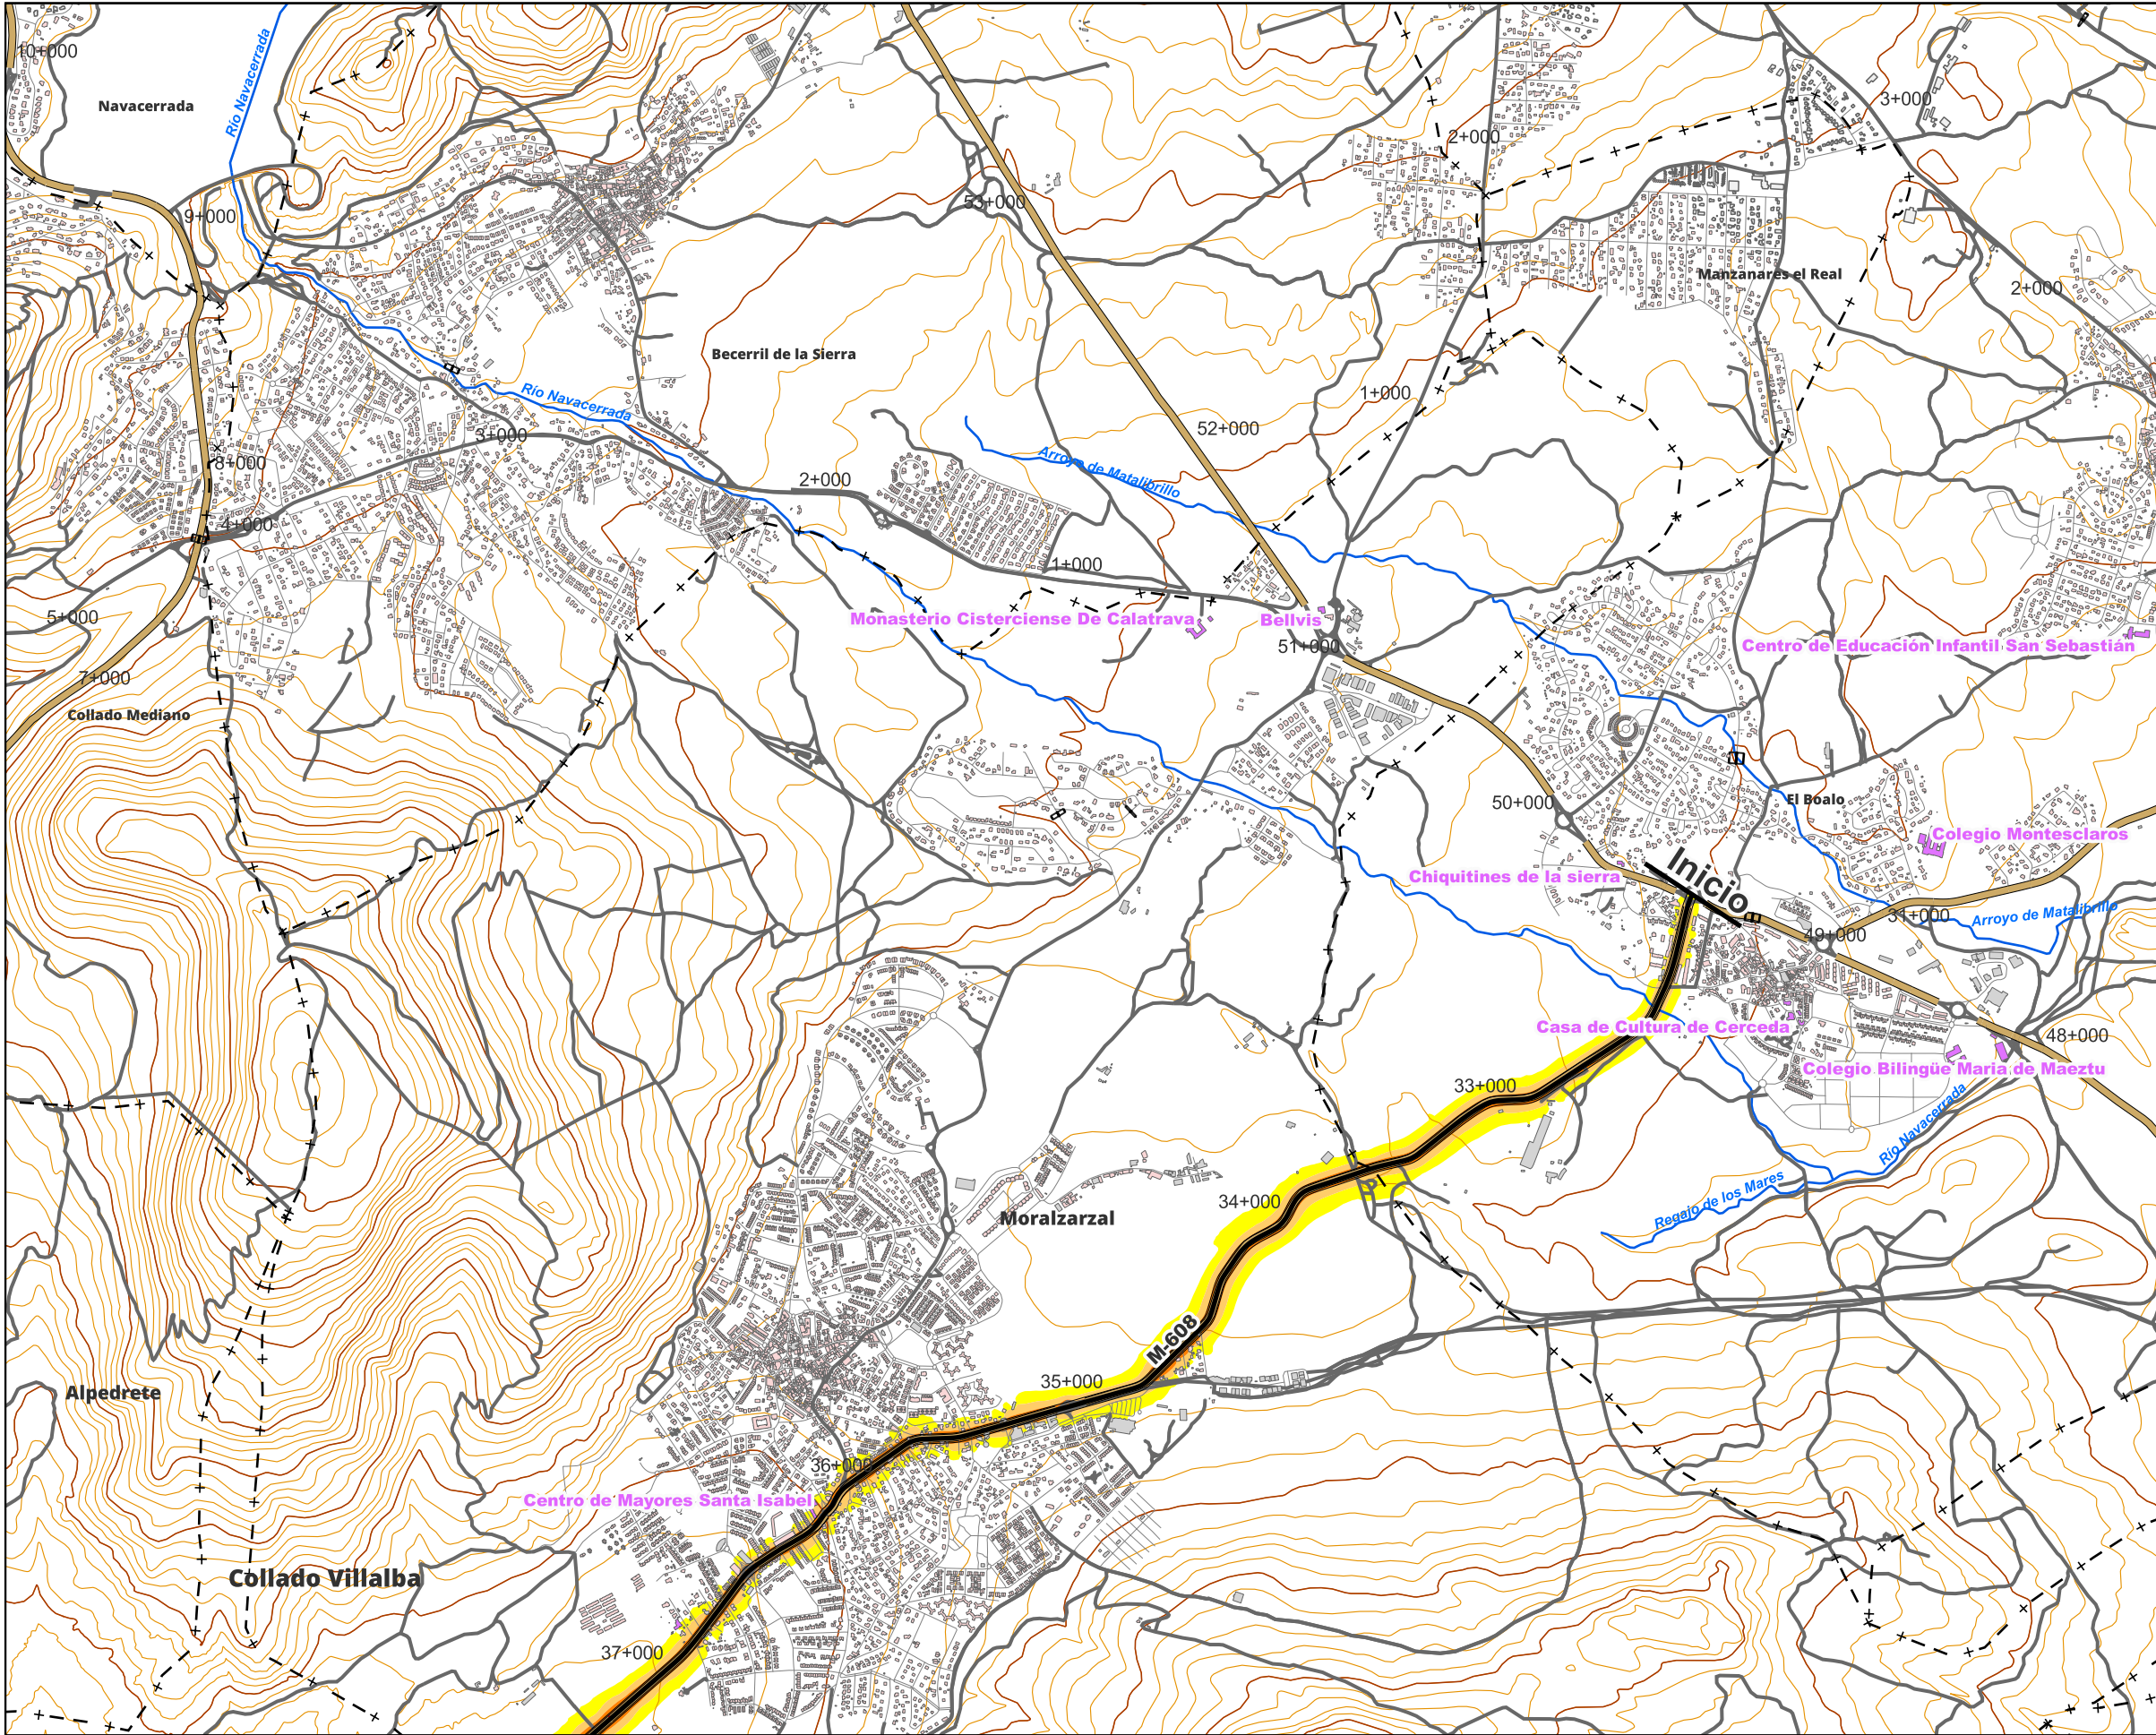 10+000
Navacerrada
Río Navacerrada
3+000
2+000
9+000
53+000
Manzanares el Real
2+000
Becerril de la Sierra
Río Navacerrada
1+000
52+000
3+000
8+000
Arroyo de Matalibrillo
2+000
4+000
1+000
5+000
Monasterio Cisterciense De Calatrava
Bellvis
51+000
Centro de Educación Infantil San Sebastián
7+000
Collado Mediano
50+000
El Boalo
Colegio Montesclaros
Chiquitines de la sierra
Inicio
31+000
Arroyo de Matalibrillo
49+000
Casa de Cultura de Cerceda
48+000
Colegio Bilingüe Maria de Maeztu
33+000
Río Navacerrada
34+000
Regajo de los Mares
Moralzarzal
M-608
35+000
Alpedrete
36+000
Centro de Mayores Santa Isabel
Collado Villalba
37+000